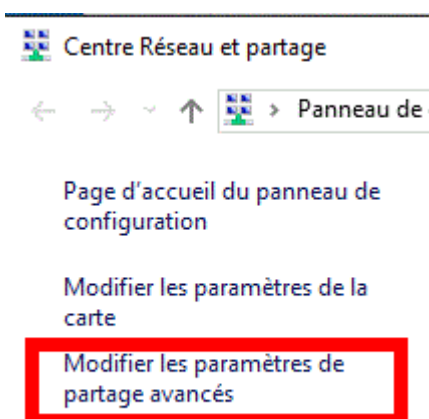 Centre Réseau et partage
Panneau de
Page d'accueil du panneau de
configuration
Modifier les paramètres de la
carte
Modifier les paramètres de
partage avancés